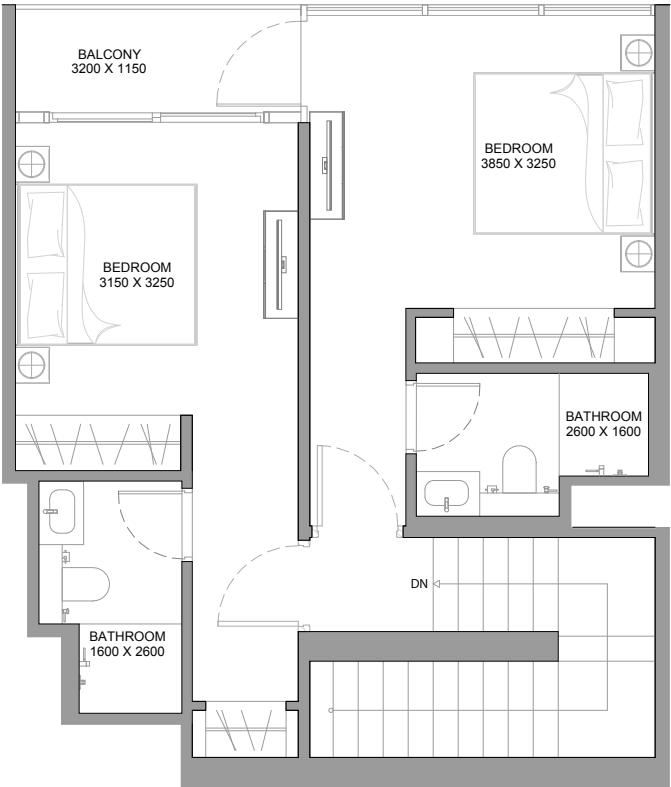 BALCONY
3200 X 1150
BEDROOM
3850 X 3250
BEDROOM
3150 X 3250
BATHROOM
2600 X 1600
DN
BATHROOM
1600 X 2600